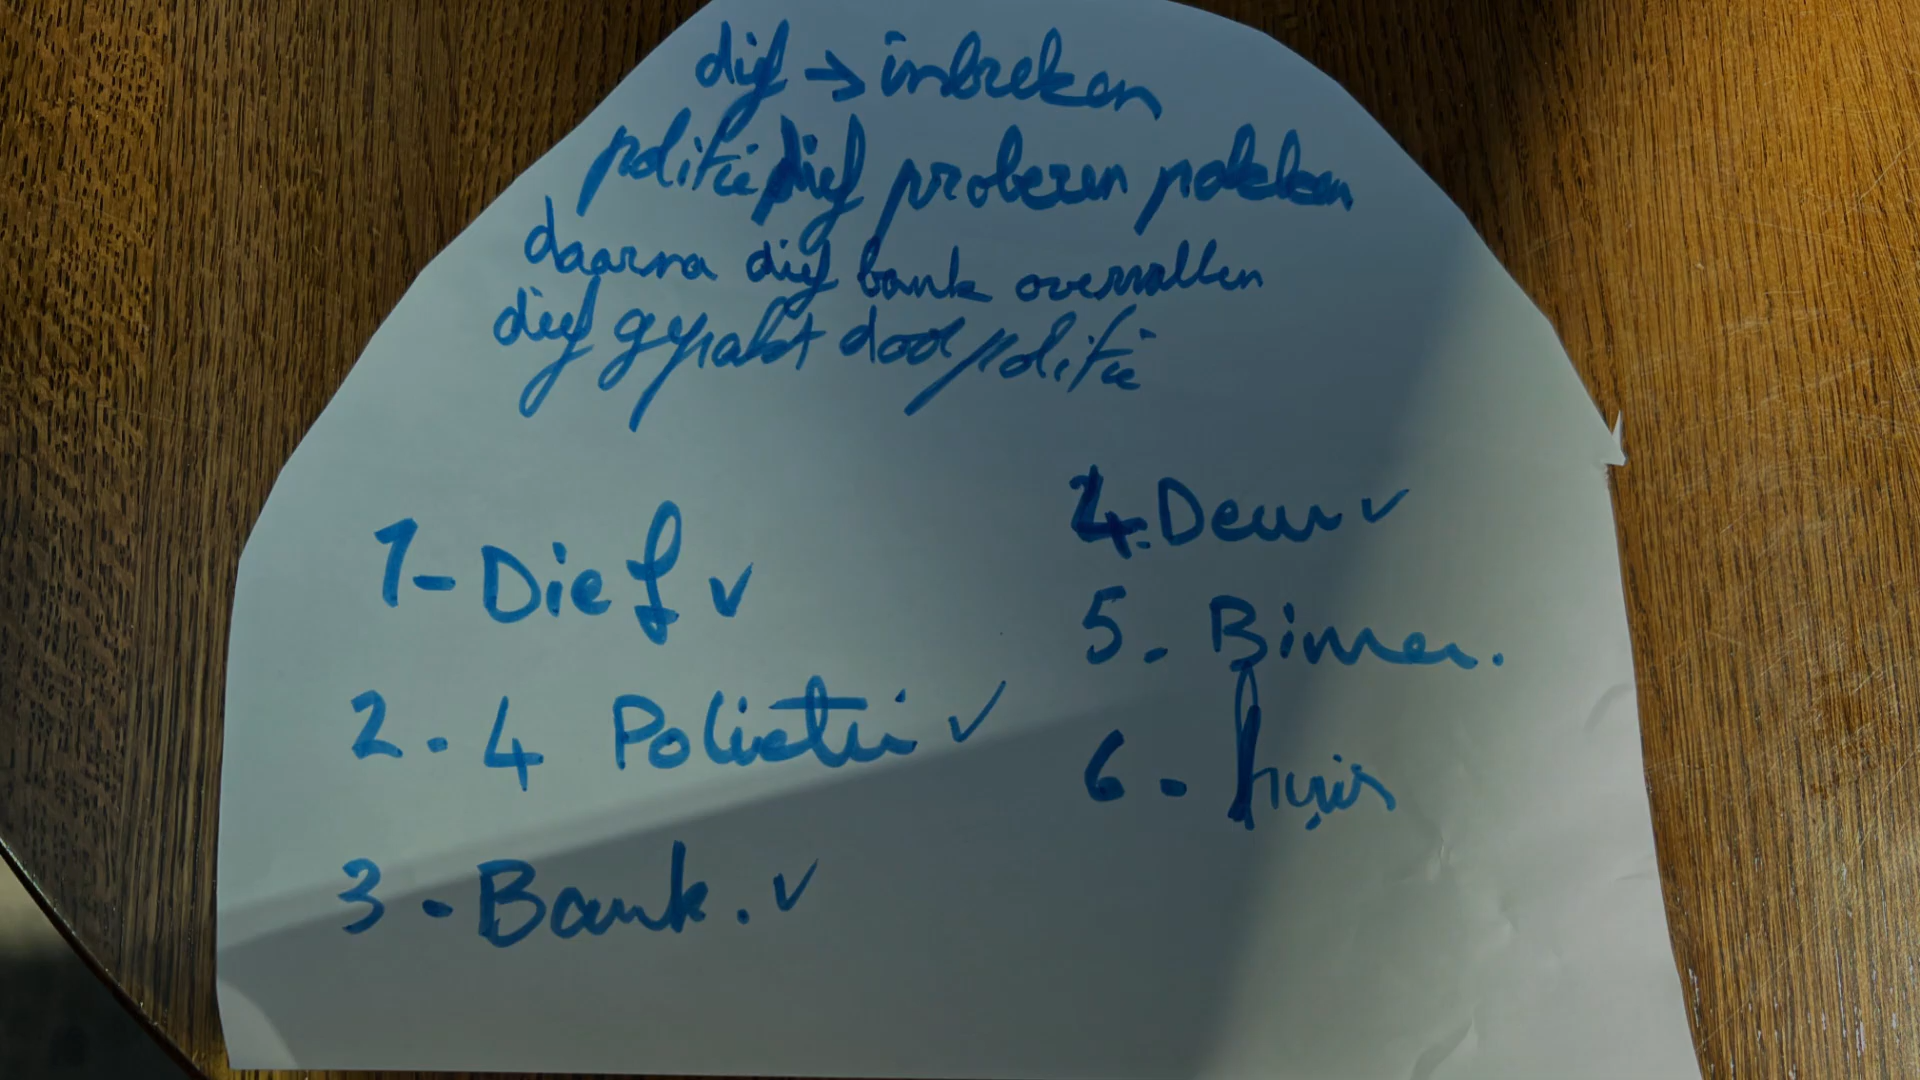 dief → inbreken
politie dief proberen pakken
daarna dief bank overvallen
dief gepakt door politie
1- Dief v
2. 4 Polietii ✓
3. Bank. v
4. Deur v
5. Binnen.
6. huis